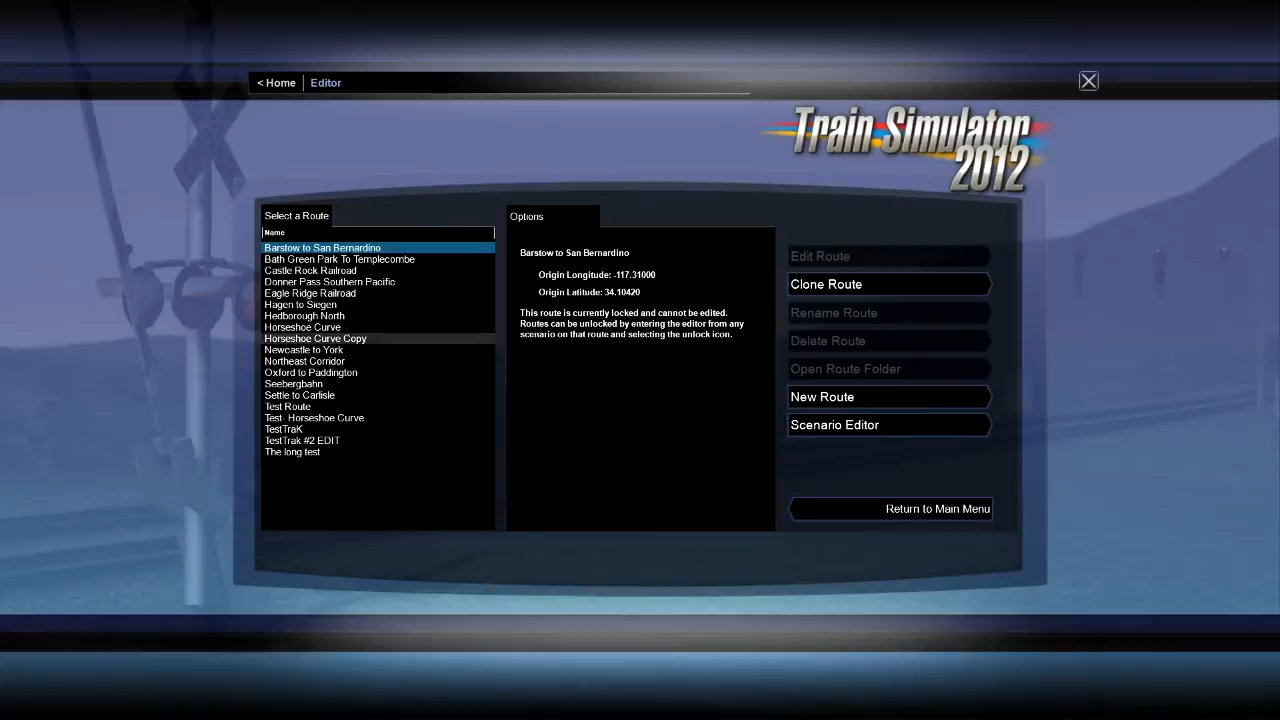 < Home
Editor
Train Simulator
2012
Select a Route
Name
Barstow to San Bernardino
Bath Green Park To Templecombe
Castle Rock Railroad
Donner Pass Southern Pacific
Eagle Ridge Railroad
Hagen to Siegen
Hedborough North
Horseshoe Curve
Horseshoe Curve Copy
Newcastle to York
Northeast Corridor
Oxford to Paddington
Seebergbahn
Settle to Carlisle
Test Route
Test- Horseshoe Curve
TestTraK
TestTrak #2 EDIT
The long test
Options
Barstow to San Bernardino
Origin Longitude: -117.31000
Origin Latitude: 34.10420
This route is currently locked and cannot be edited.
Routes can be unlocked by entering the editor from any
scenario on that route and selecting the unlock icon.
Edit Route
Clone Route
Rename Route
Delete Route
Open Route Folder
New Route
Scenario Editor
Return to Main Menu